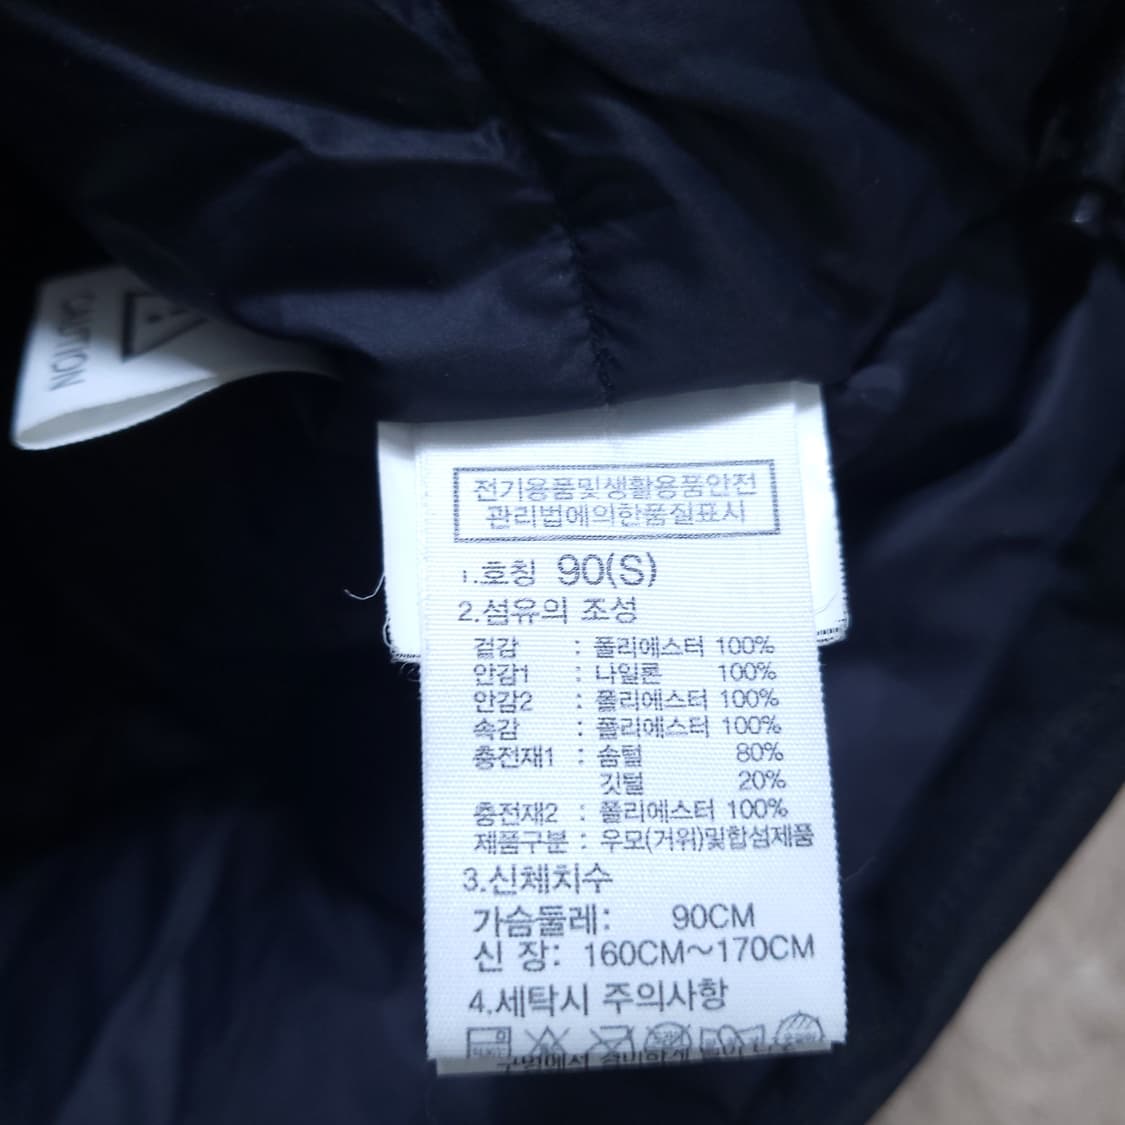 CAUTION
전기용품및생활용품안전
관리법에의한품질표시
1.호칭 90(S)
2.섬유의 조성
겉감 : 폴리에스터 100%
안감1 : 나일론 100%
안감2 : 폴리에스터 100%
속감 : 폴리에스터 100%
충전재1 : 솜털 80%
깃털 20%
충전재2 : 폴리에스터 100%
제품구분 : 우모(거위)및합섬제품
3.신체치수
가슴둘레: 90CM
신 장: 160CM~170CM
4.세탁시 주의사항